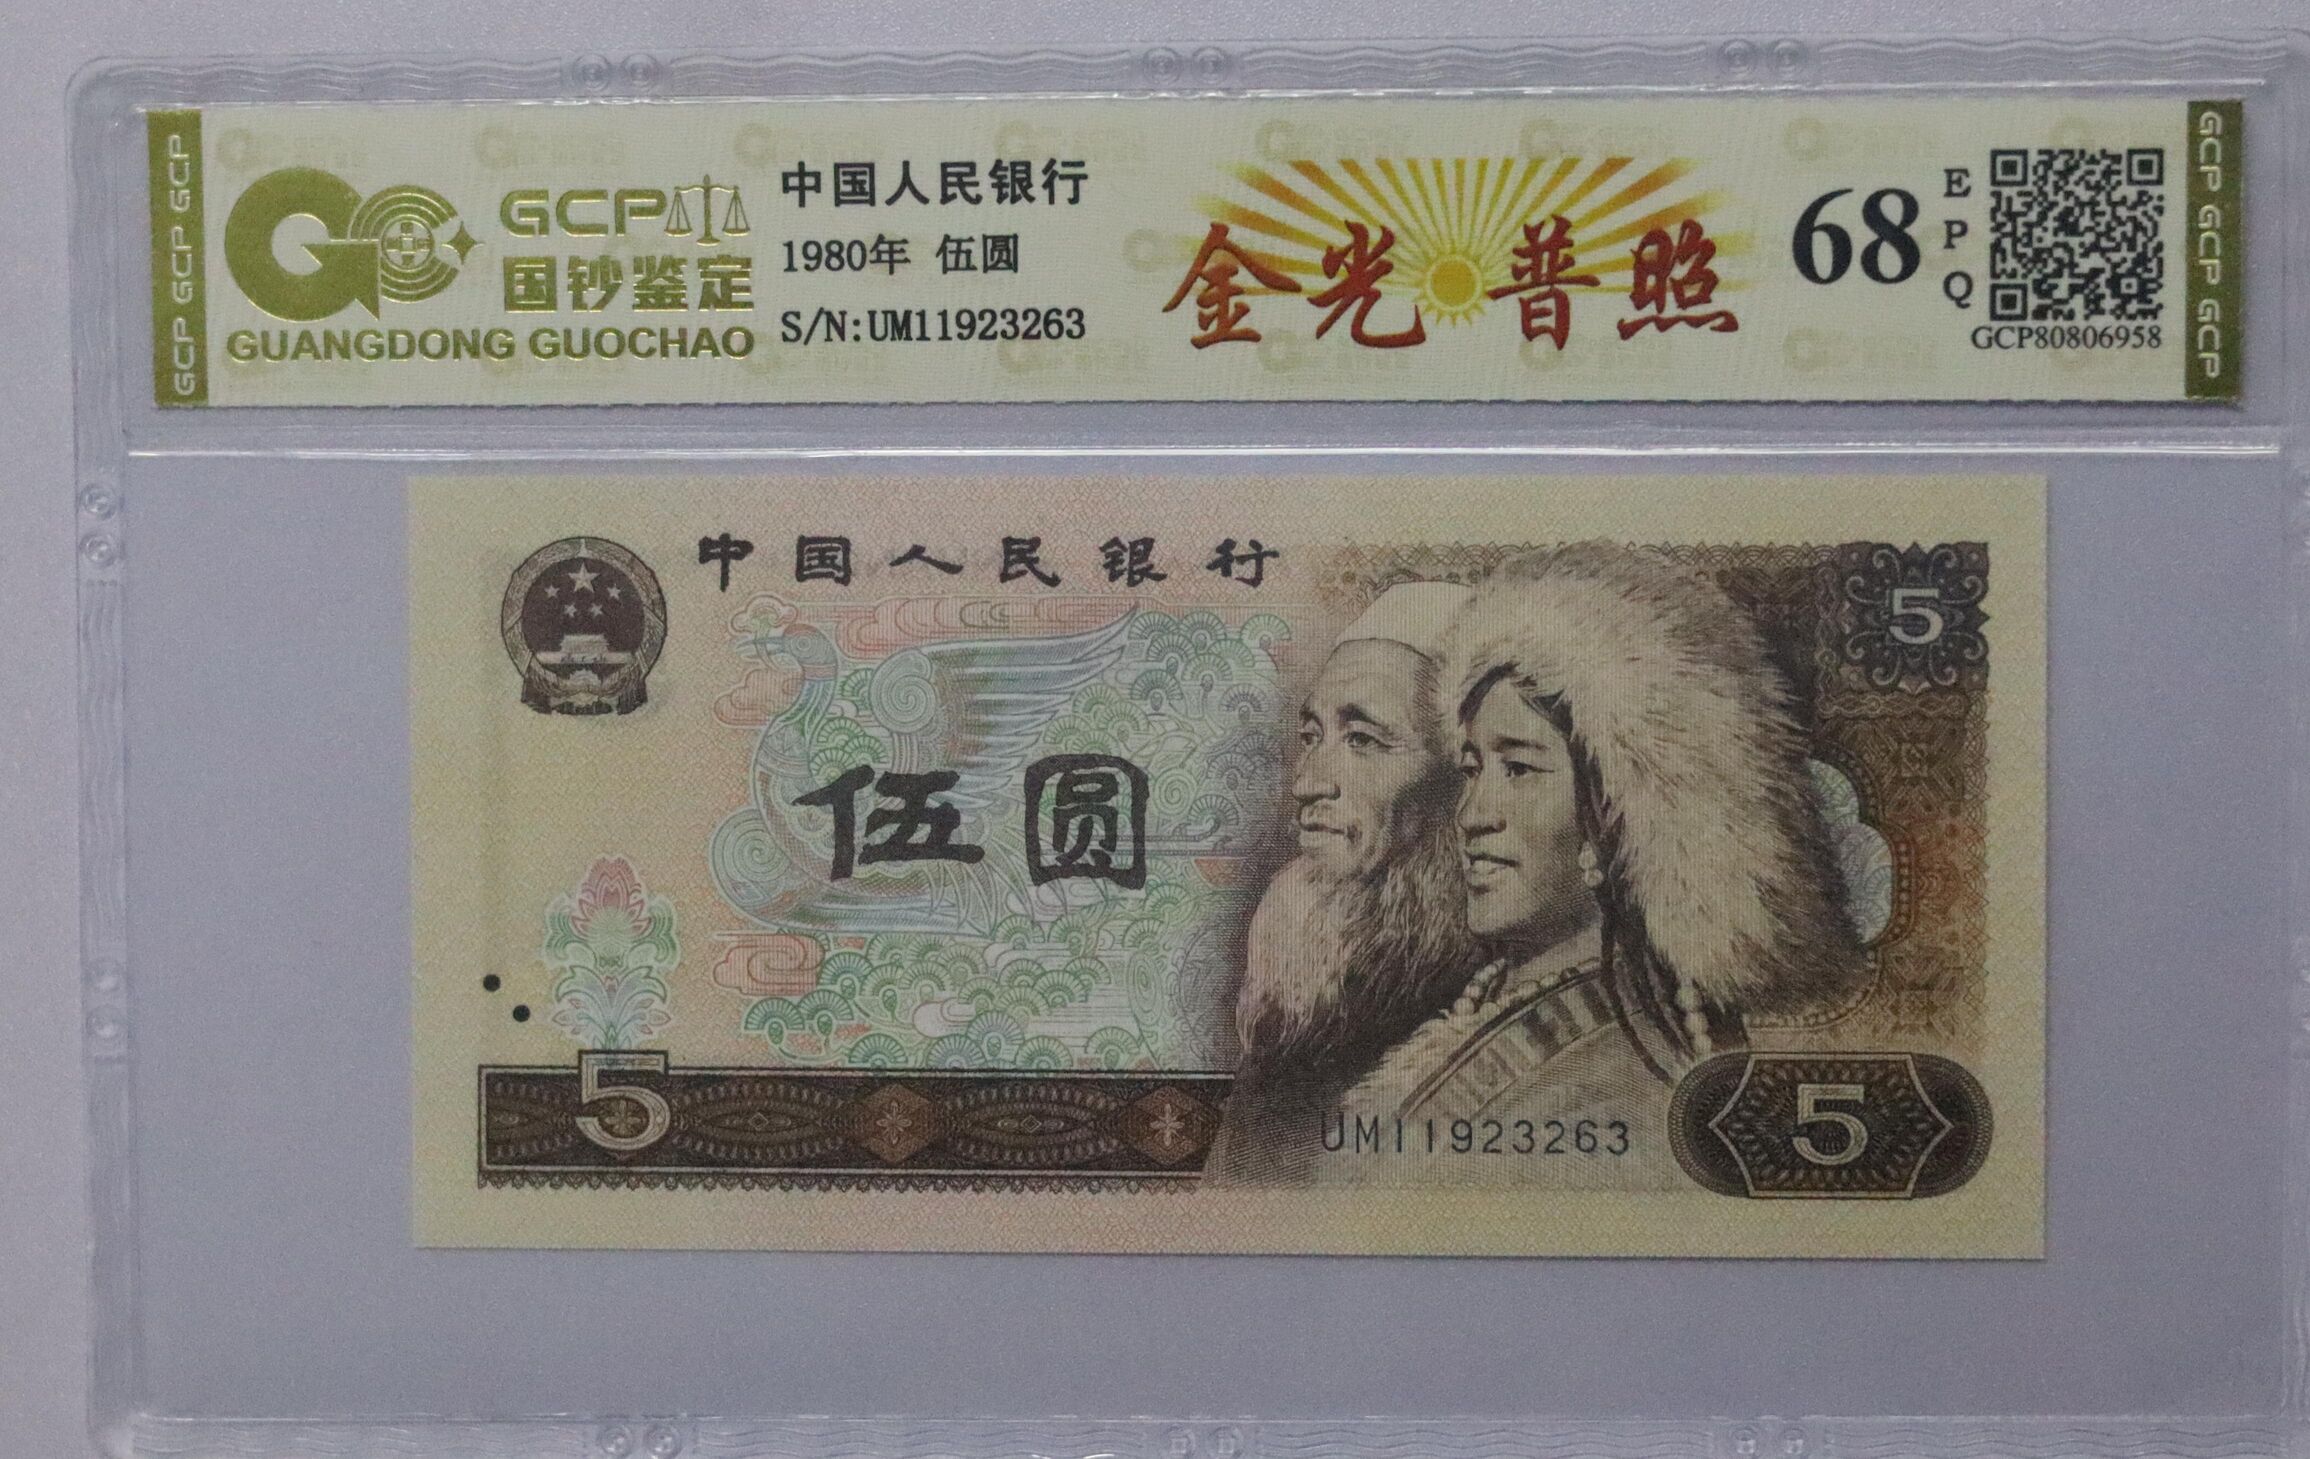 GCP GCP GCP
GCP
国钞鉴定
GUANGDONG GUOCHAO
中国人民银行
1980年 伍圆
S/N:UM11923263
金光普照
68
EPQ
GCP80806958
GCP GCP GCP
中国人民银行
5
伍圆
5
UM11923263
5